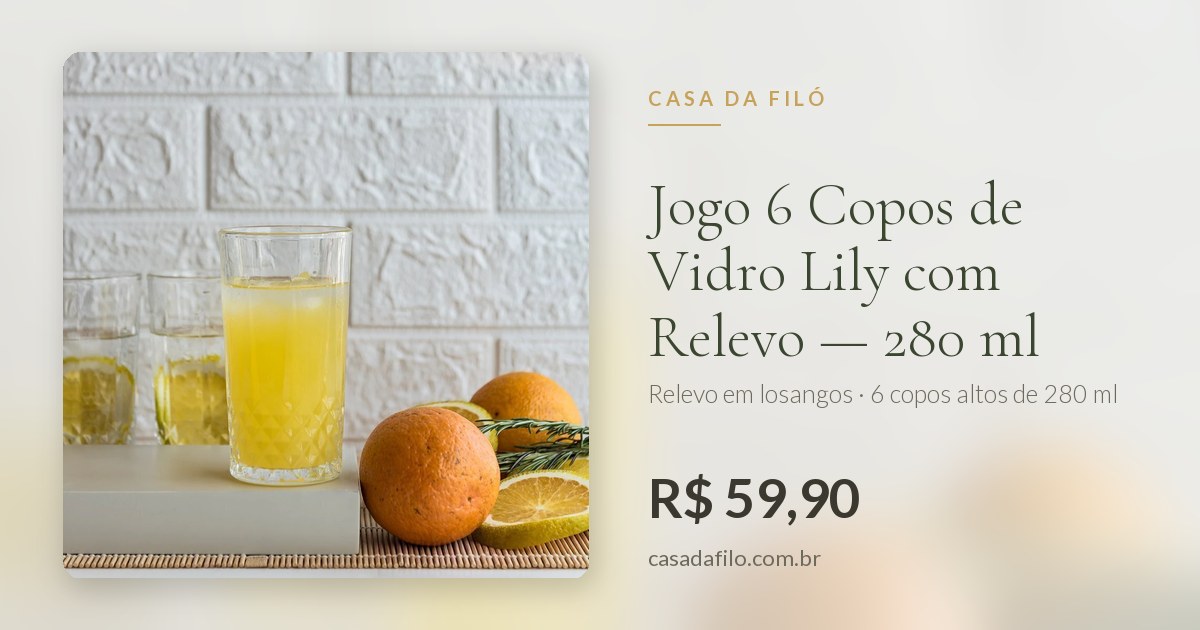 CASA DA FILÓ
Jogo 6 Copos de
Vidro Lily com
Relevo — 280 ml
Relevo em losangos · 6 copos altos de 280 ml
R$ 59,90
casadafilo.com.br